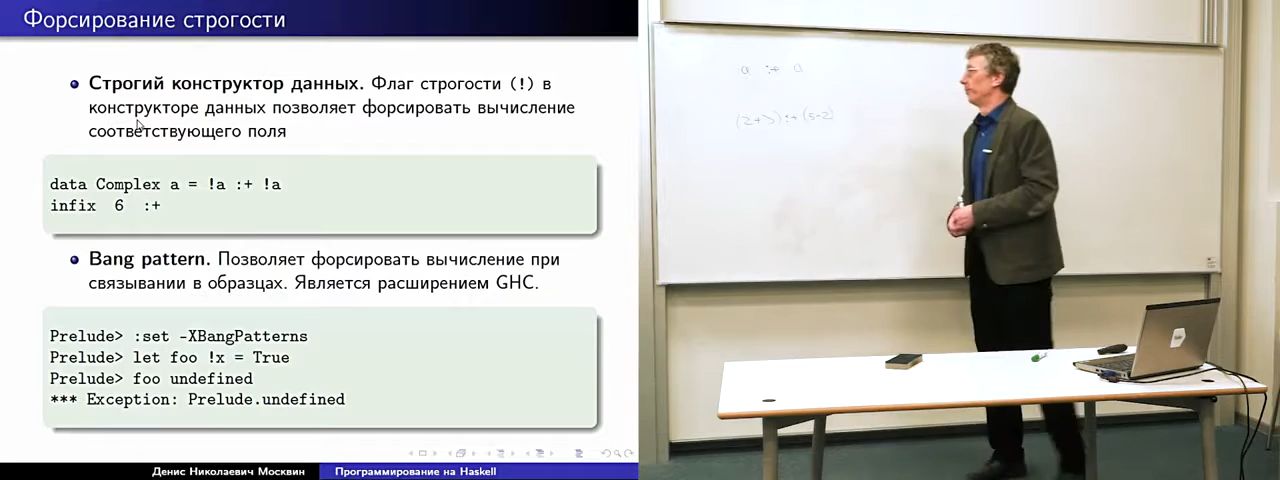 Форсирование строгости
Строгий конструктор данных. Флаг строгости (!) в
конструкторе данных позволяет форсировать вычисление
соответствующего поля
data Complex a = !a :+ !a
infix 6 :+
Bang pattern. Позволяет форсировать вычисление при
связывании в образцах. Является расширением GHC.
Prelude> :set -XBangPatterns
Prelude> let foo !x = True
Prelude> foo undefined
*** Exception: Prelude.undefined
Денис Николаевич Москвин
Программирование на Haskell
a :+ a
(2+3) :+ (5-2)